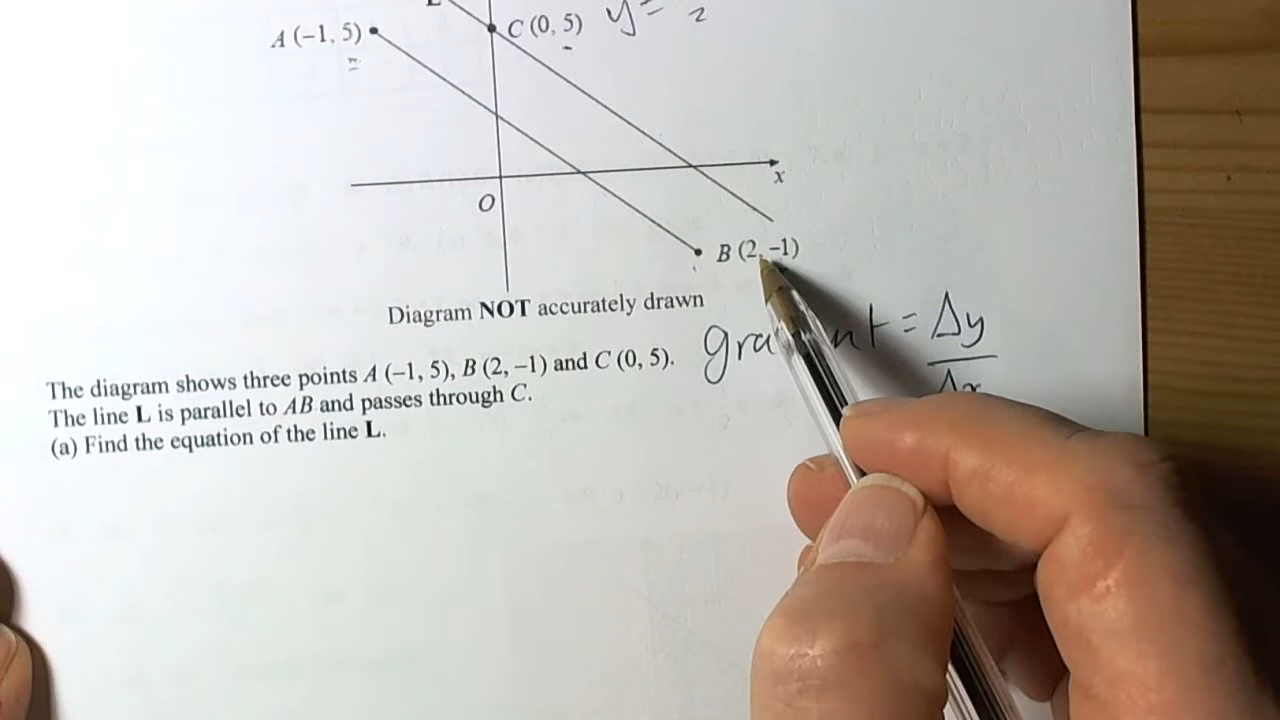 C (0, 5) y =
A (−1, 5)
x
O
B (2, −1)
Diagram NOT accurately drawn
= Δy
Δx
The diagram shows three points A (−1, 5), B (2, −1) and C (0, 5).
The line L is parallel to AB and passes through C.
(a) Find the equation of the line L.